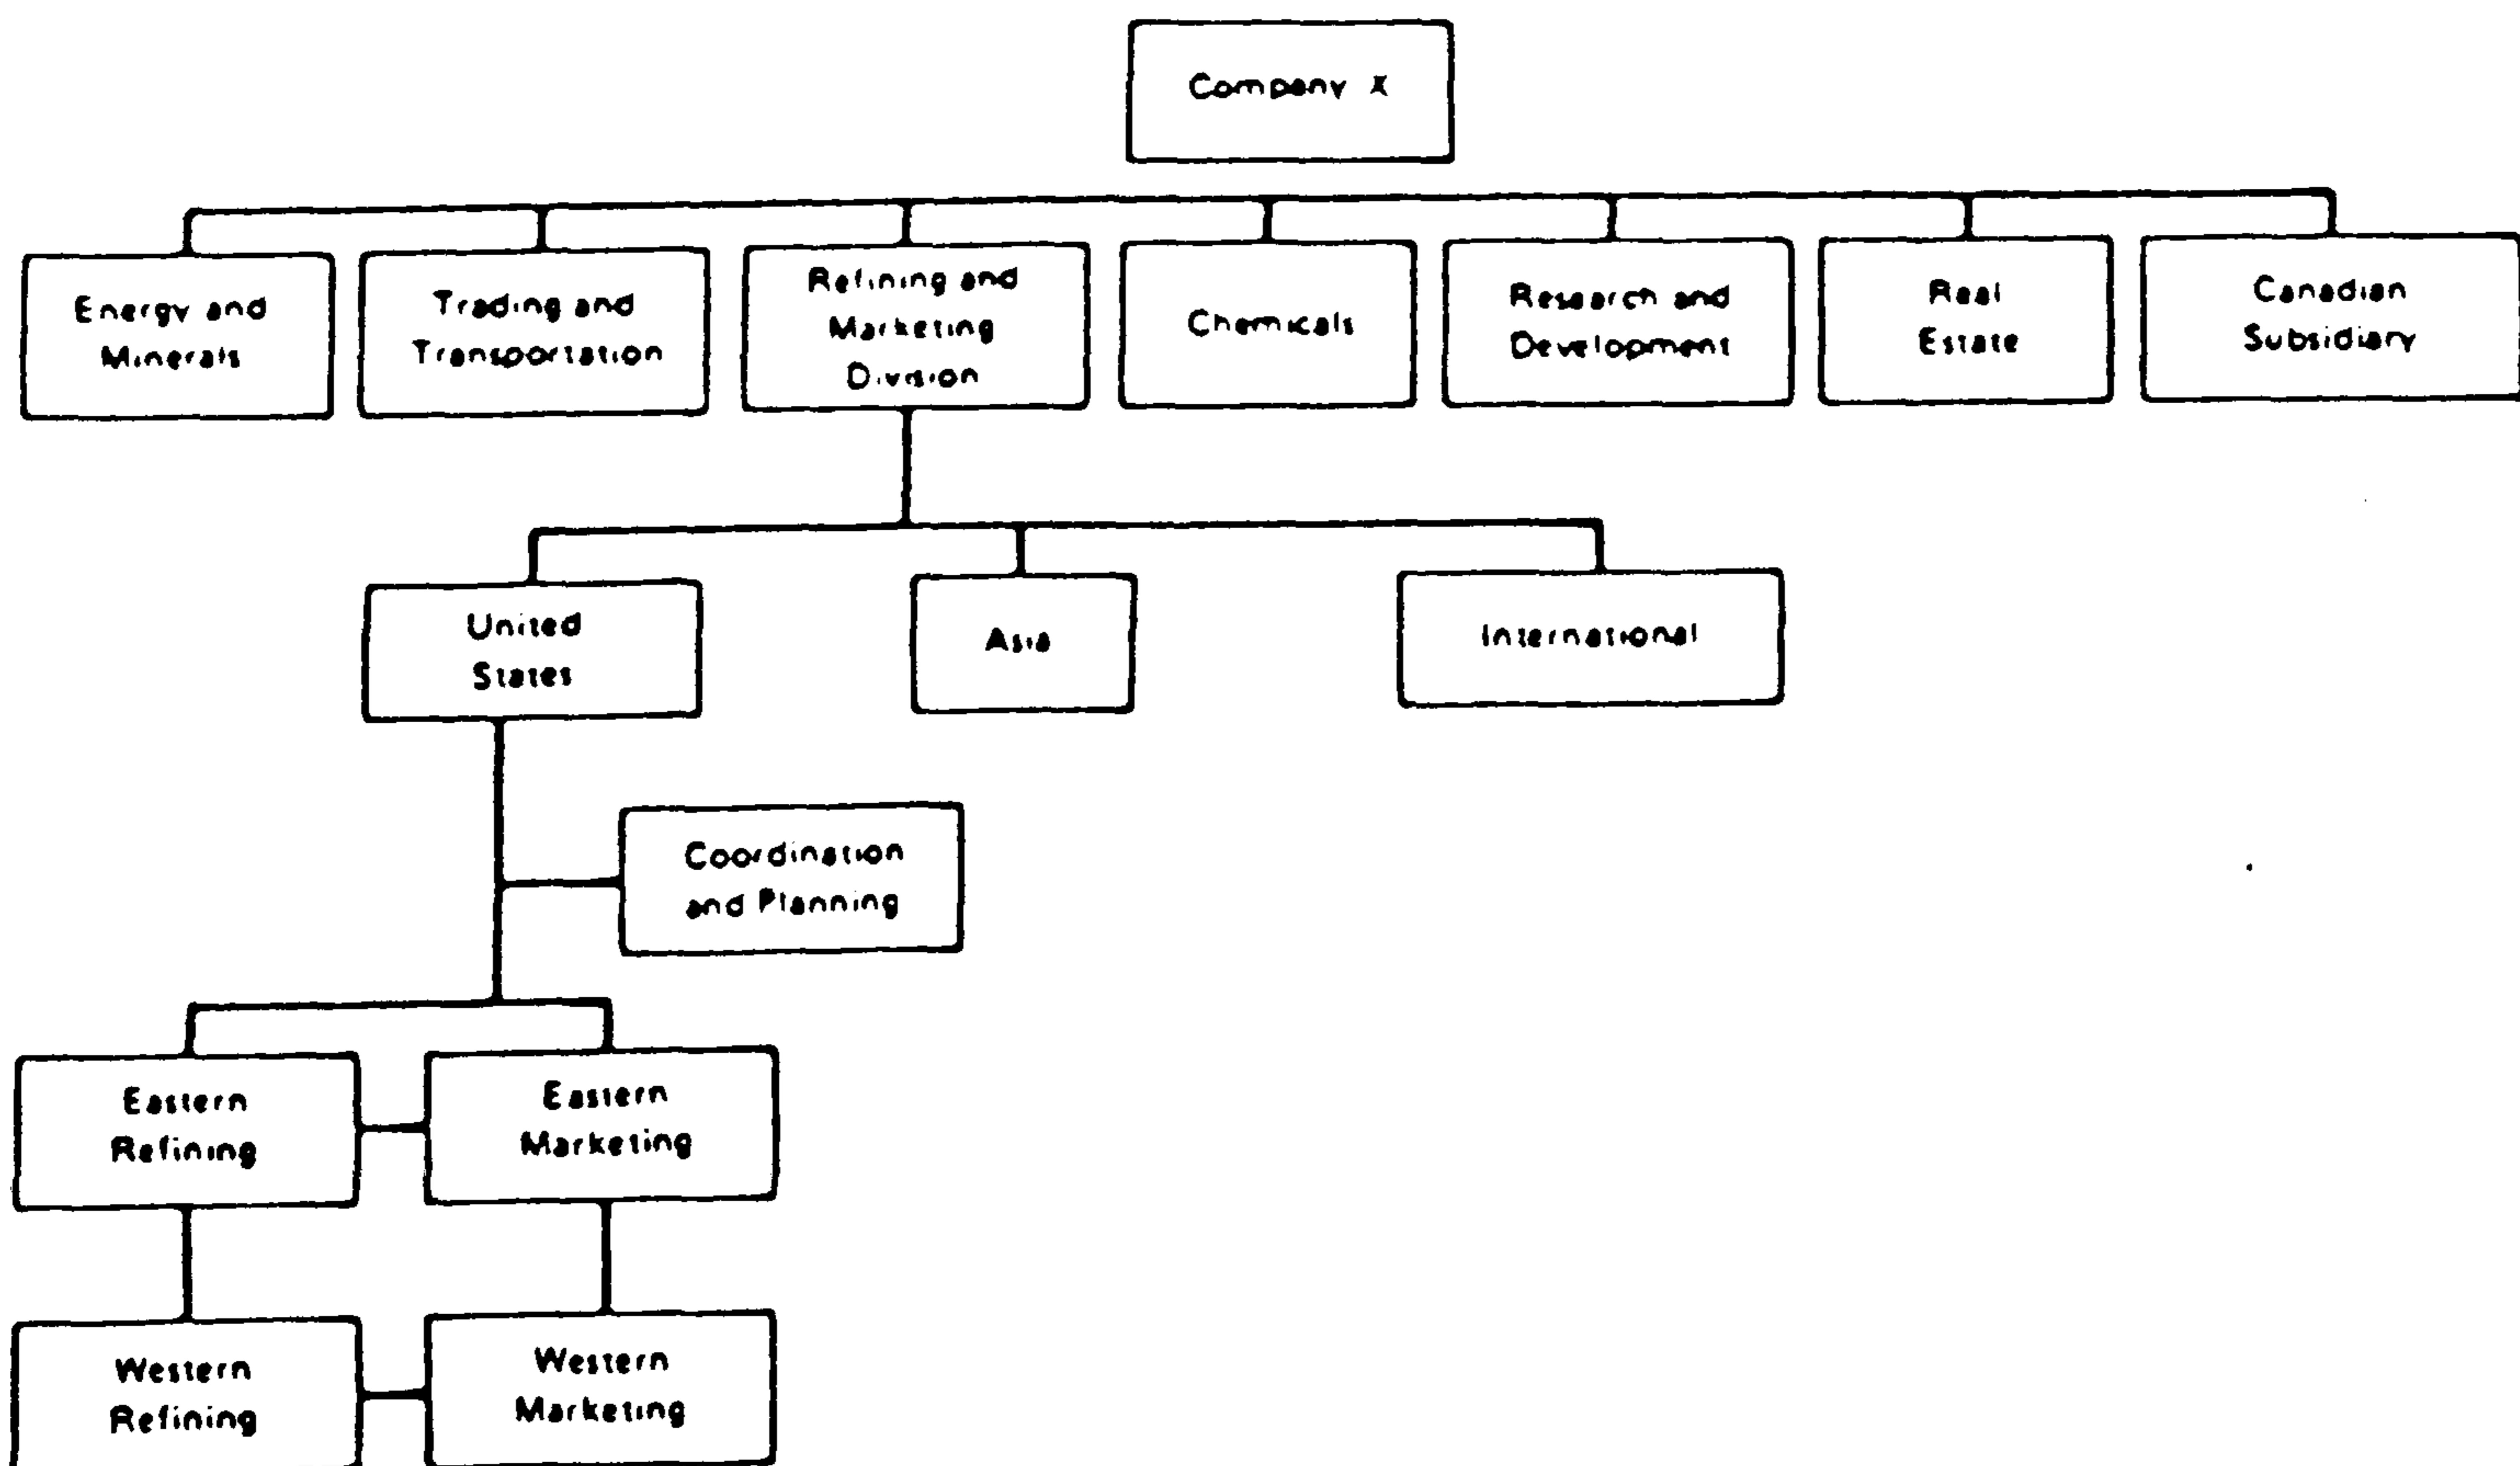 Company X
Energy and
Minerals
Trading and
Transportation
Refining and
Marketing
Division
Chemicals
Research and
Development
Real
Estate
Canadian
Subsidiary
United
States
Asia
International
Coordination
and Planning
Eastern
Refining
Eastern
Marketing
Western
Refining
Western
Marketing